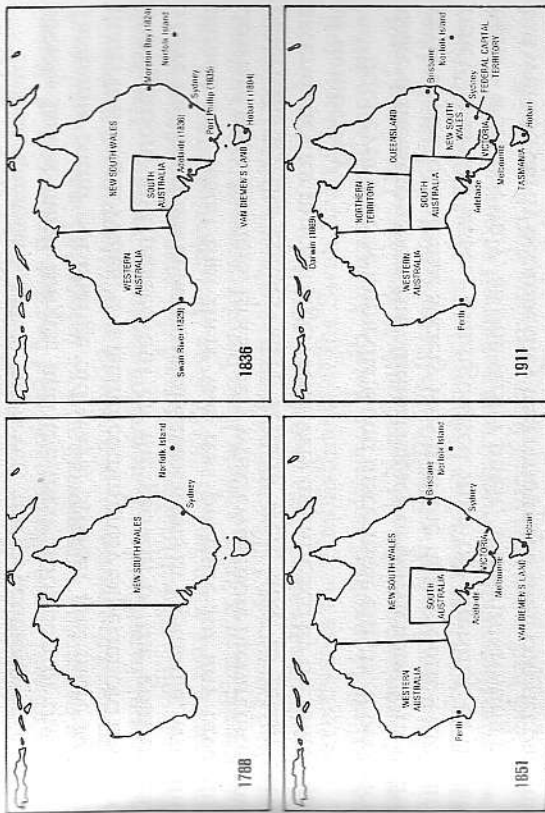 Norfolk Island
NEW SOUTH WALES
Sydney
1788
Moreton Bay (1824)
Norfolk Island
NEW SOUTH WALES
WESTERN
AUSTRALIA
SOUTH
AUSTRALIA
Sydney
Swan River (1829)
Adelaide (1836)
Port Phillip (1835)
VAN DIEMEN'S LAND
Hobart (1804)
1836
Brisbane
Norfolk Island
NEW SOUTH WALES
WESTERN
AUSTRALIA
SOUTH
AUSTRALIA
Sydney
Perth
Adelaide
VICTORIA
Melbourne
VAN DIEMEN'S LAND
Hobart
1851
Darwin (1869)
NORTHERN
TERRITORY
QUEENSLAND
Brisbane
Norfolk Island
WESTERN
AUSTRALIA
SOUTH
AUSTRALIA
NEW SOUTH
WALES
Sydney
FEDERAL CAPITAL
TERRITORY
Perth
Adelaide
VICTORIA
Melbourne
TASMANIA
Hobart
1911